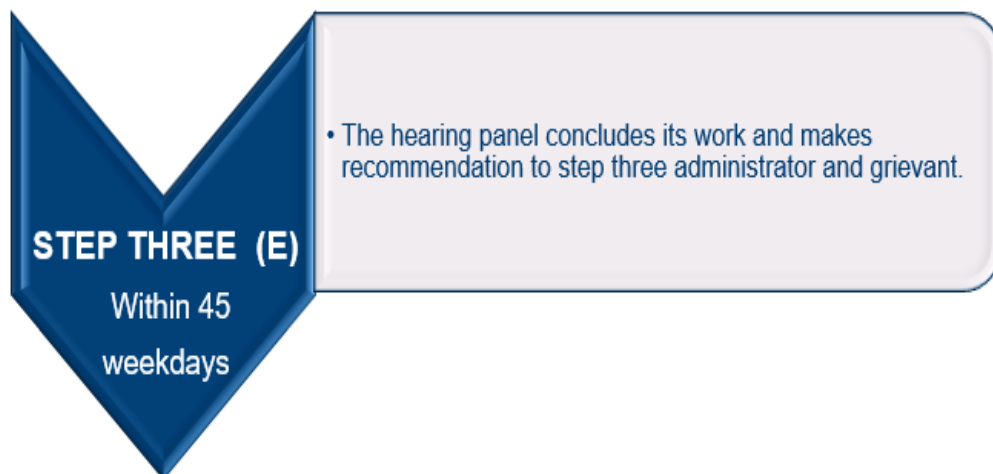 STEP THREE (E)
Within 45
weekdays
• The hearing panel concludes its work and makes
recommendation to step three administrator and grievant.